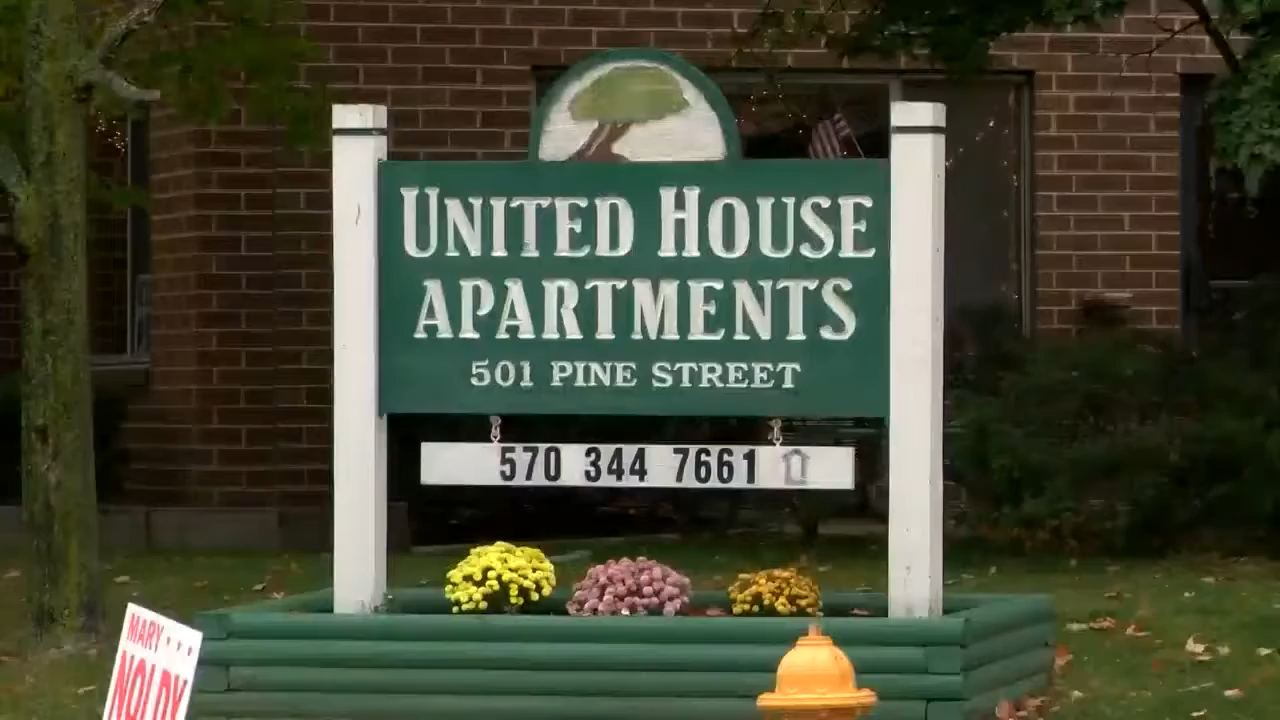 UNITED HOUSE
APARTMENTS
501 PINE STREET
570 344 7661
MARY
NOLDY